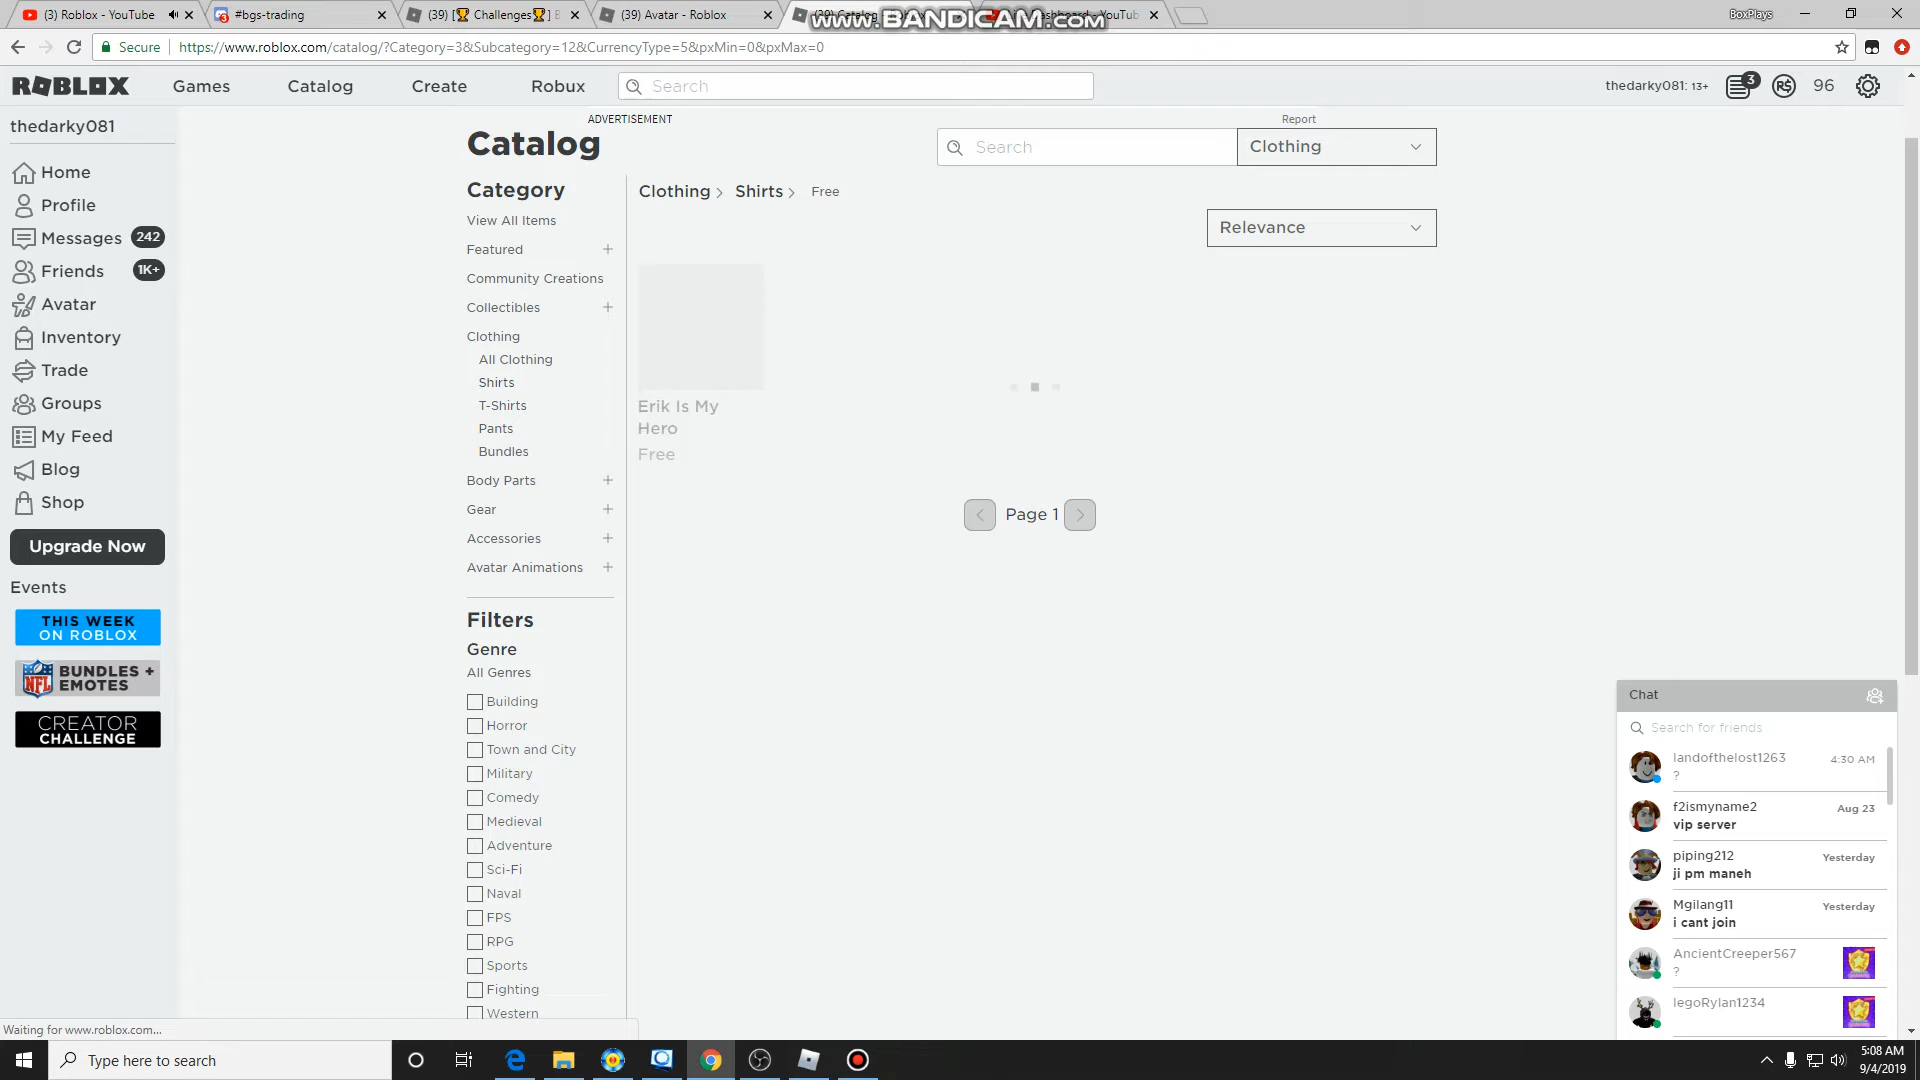 (3) Roblox - YouTube
#bgs-trading
(39) [🏆 Challenges🏆]
(39) Avatar - Roblox
www.BANDICAM.com
BoxPlays
Secure
https://www.roblox.com/catalog/?Category=3&Subcategory=12&CurrencyType=5&pxMin=0&pxMax=0
ROBLOX
Games
Catalog
Create
Robux
Search
thedarky081: 13+
3
R$
96
thedarky081
Home
Profile
Messages 242
Friends 1K+
Avatar
Inventory
Trade
Groups
My Feed
Blog
Shop
Upgrade Now
Events
THIS WEEK
ON ROBLOX
NFL
BUNDLES +
EMOTES
CREATOR
CHALLENGE
ADVERTISEMENT
Report
Catalog
Search
Clothing
Category
View All Items
Featured +
Community Creations
Collectibles +
Clothing
All Clothing
Shirts
T-Shirts
Pants
Bundles
Body Parts +
Gear +
Accessories +
Avatar Animations +
Filters
Genre
All Genres
Building
Horror
Town and City
Military
Comedy
Medieval
Adventure
Sci-Fi
Naval
FPS
RPG
Sports
Fighting
Western
Clothing > Shirts > Free
Relevance
Erik Is My
Hero
Free
Page 1
Chat
Search for friends
landofthelost1263
4:30 AM
?
f2ismyname2
Aug 23
vip server
piping212
Yesterday
ji pm maneh
Mgilang11
Yesterday
i cant join
AncientCreeper567
?
legoRylan1234
Waiting for www.roblox.com...
Type here to search
5:08 AM
9/4/2019